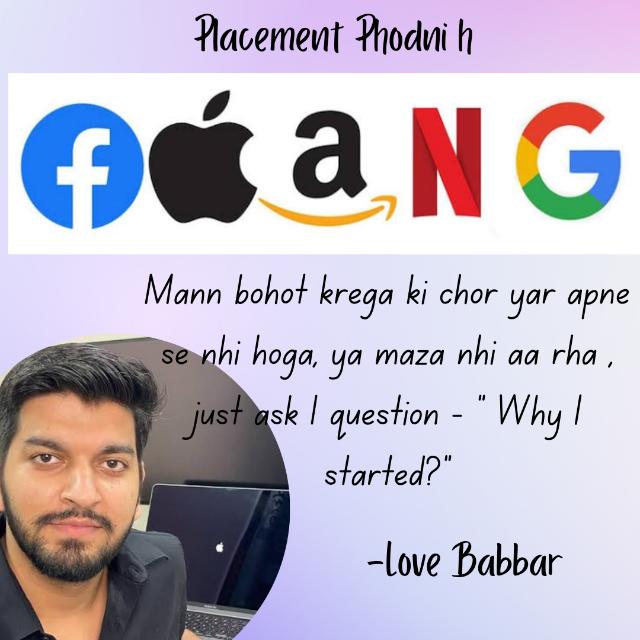 Placement Phodni h
f a N G
Mann bohot krega ki chor yar apne
se nhi hoga, ya maza nhi aa rha ,
just ask 1 question - " Why I
started?"
-Love Babbar